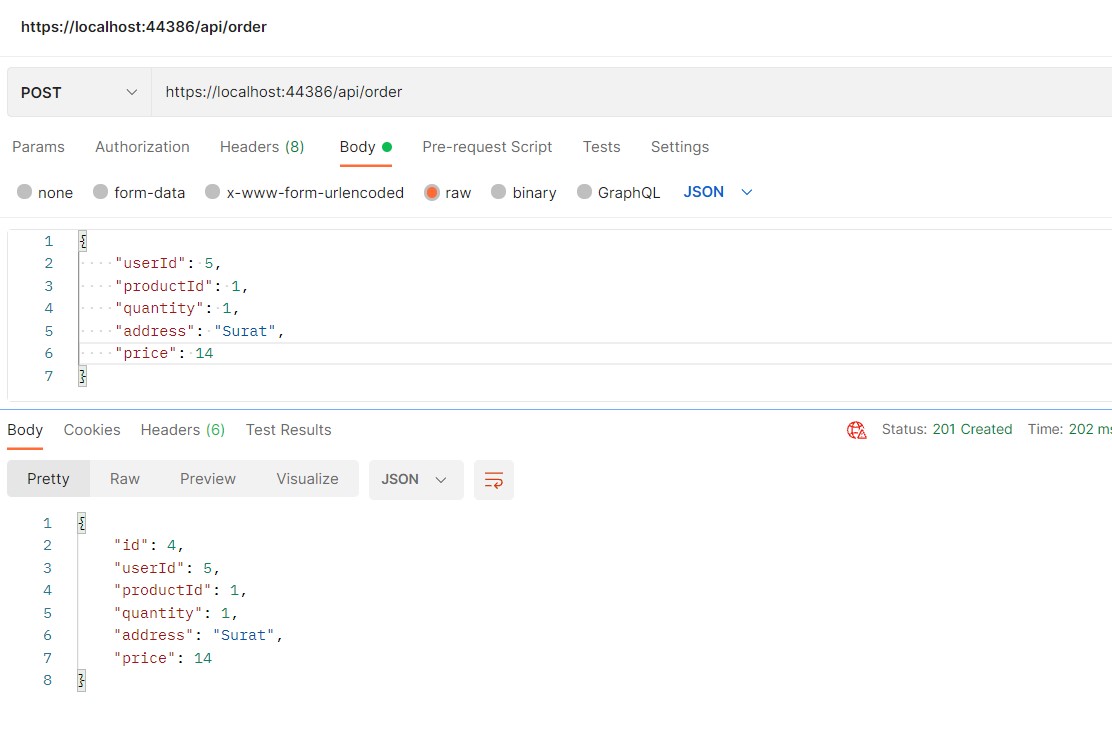 https://localhost:44386/api/order
POST https://localhost:44386/api/order
Params Authorization Headers (8) Body Pre-request Script Tests Settings
none form-data x-www-form-urlencoded raw binary GraphQL JSON
1 {
2 "userId": 5,
3 "productId": 1,
4 "quantity": 1,
5 "address": "Surat",
6 "price": 14
7 }
Body Cookies Headers (6) Test Results Status: 201 Created Time: 202 ms
Pretty Raw Preview Visualize JSON
1 {
2 "id": 4,
3 "userId": 5,
4 "productId": 1,
5 "quantity": 1,
6 "address": "Surat",
7 "price": 14
8 }